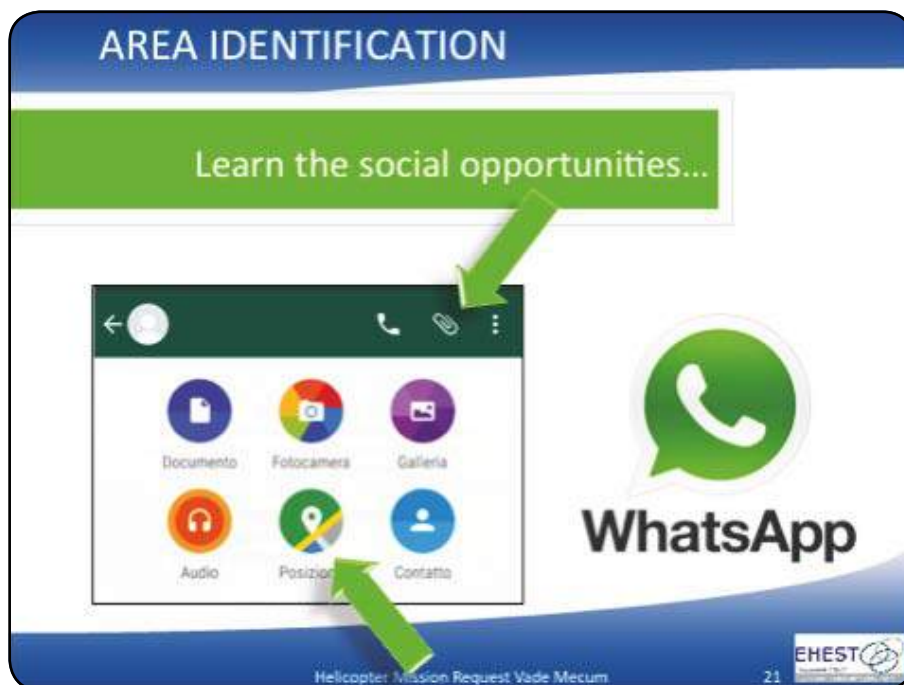 AREA IDENTIFICATION
Learn the social opportunities...
Documento Fotocamera Galleria
Audio Contatto
WhatsApp
Helicopter Mission Request Vade Mecum 21 EHEST